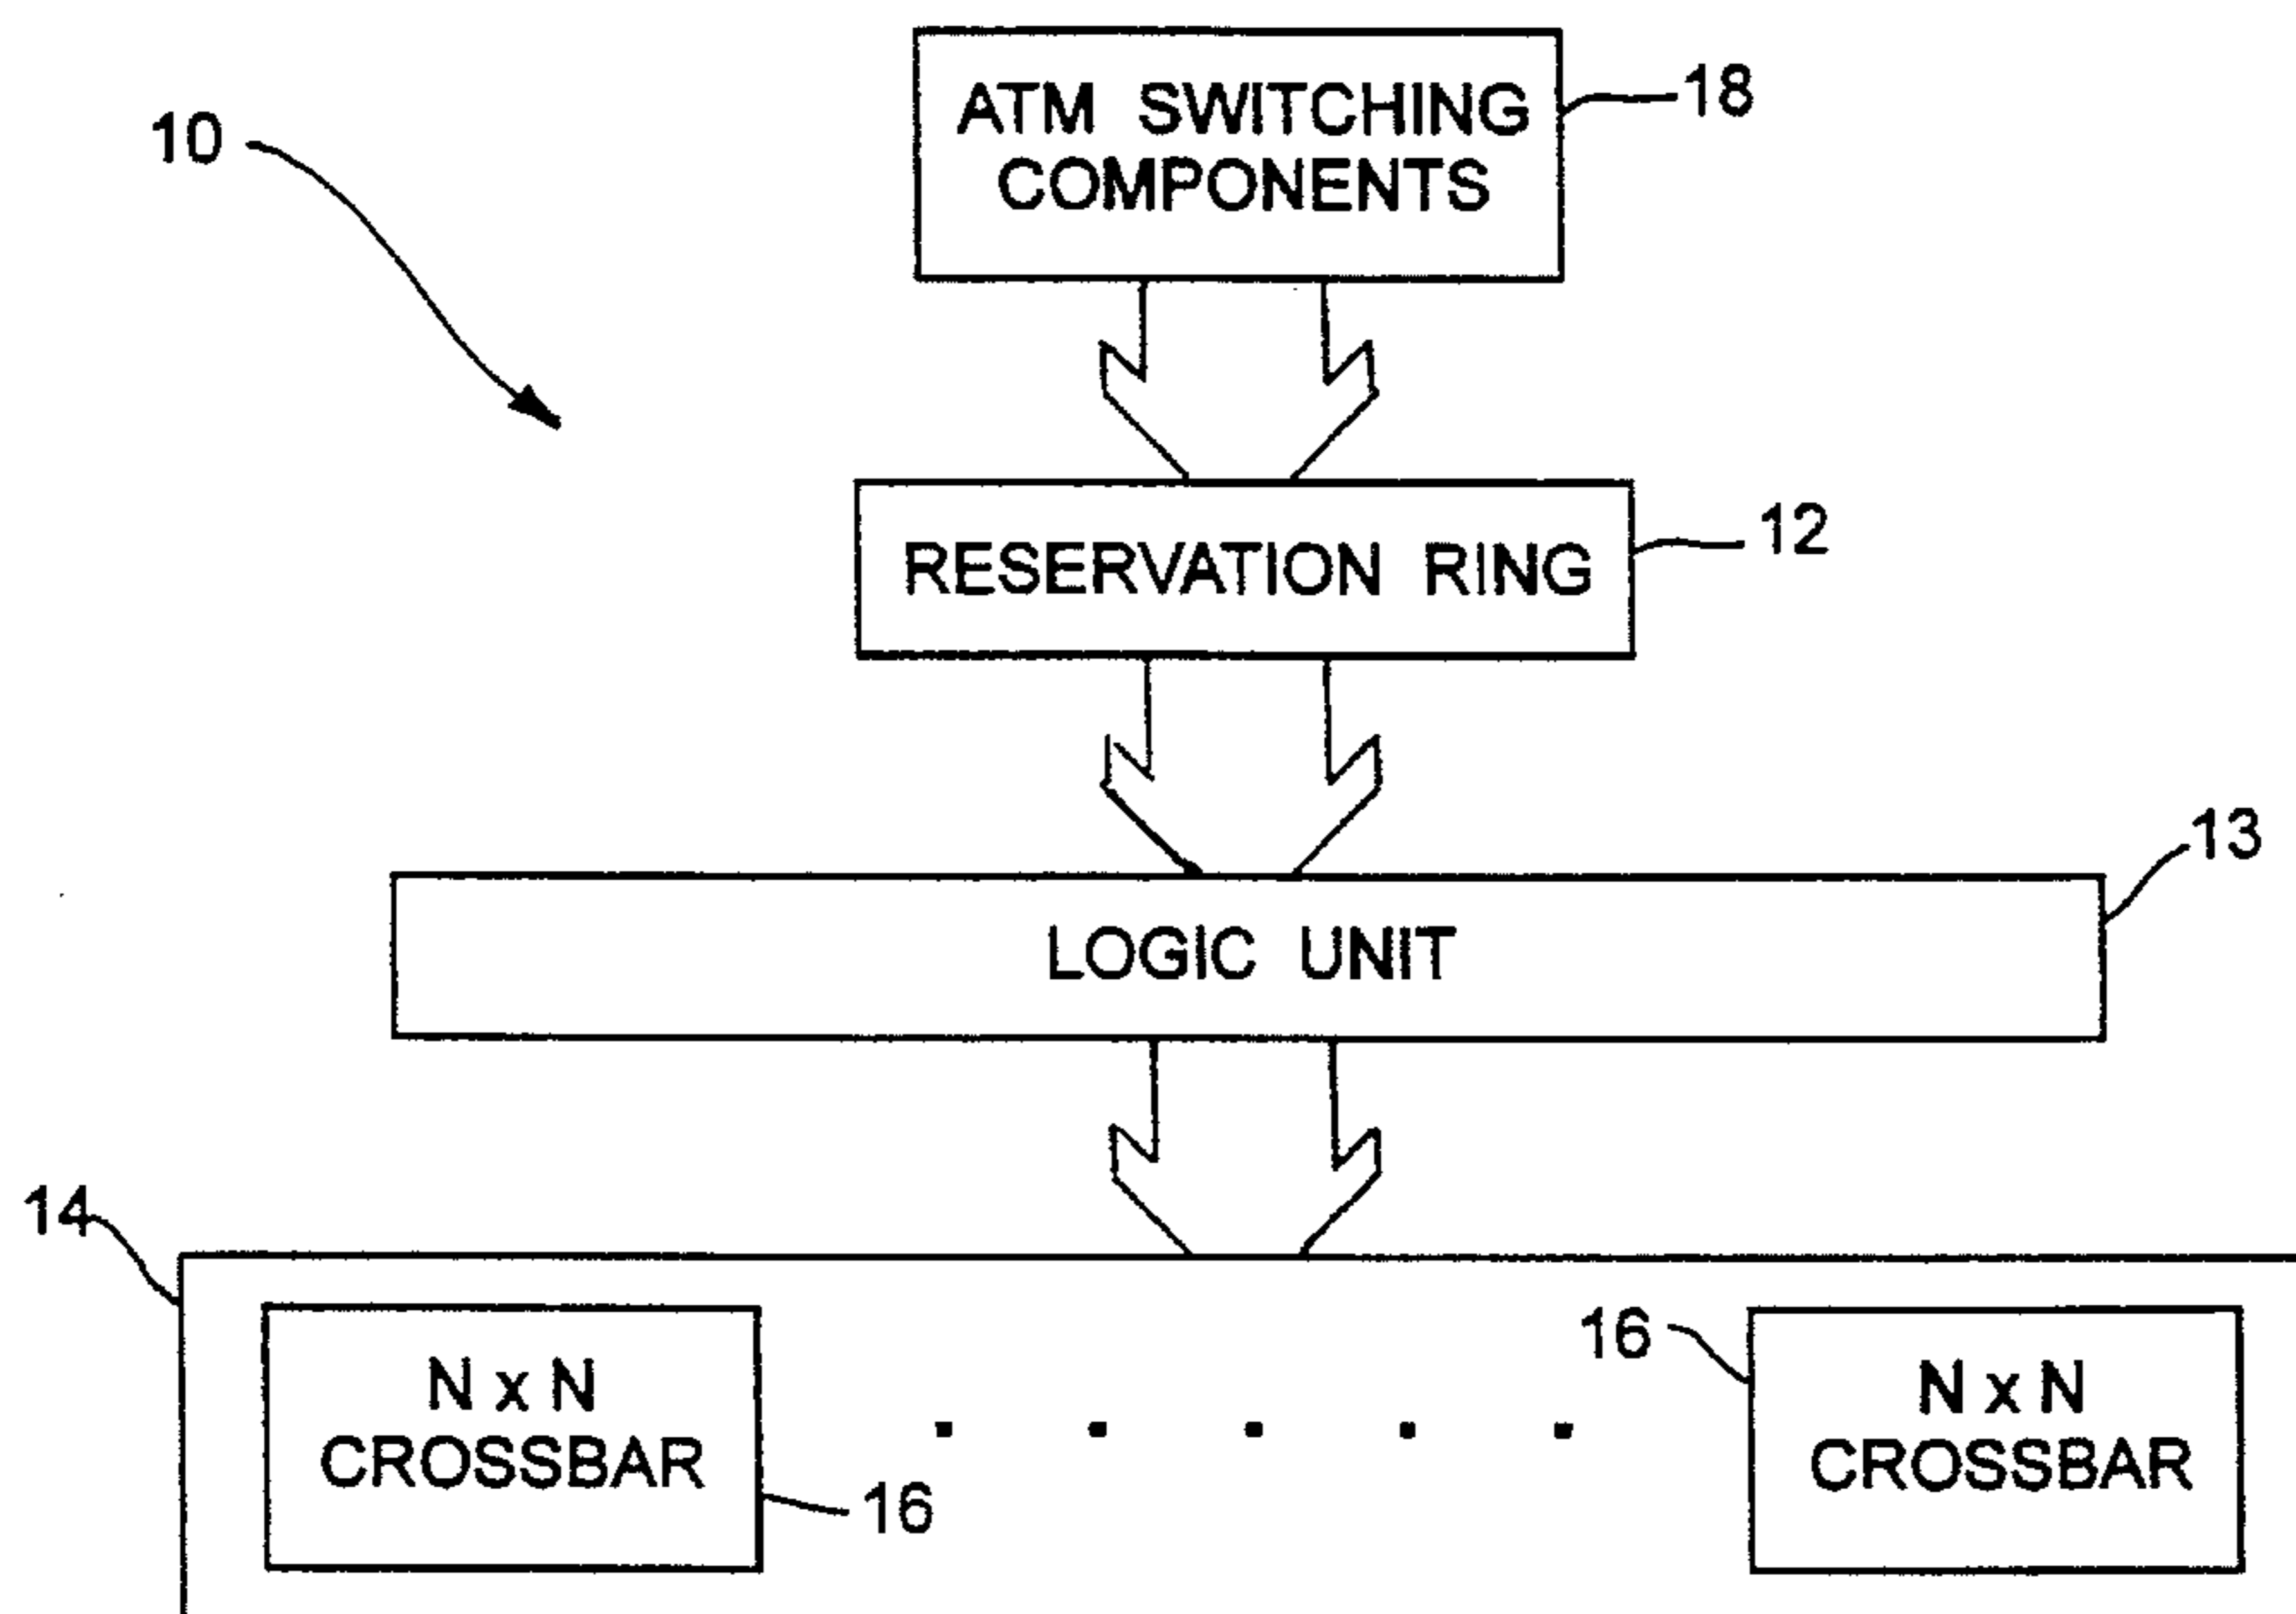 ATM SWITCHING
COMPONENTS
18
10
RESERVATION RING
12
LOGIC UNIT
13
14
N x N
CROSSBAR
16
16
N x N
CROSSBAR